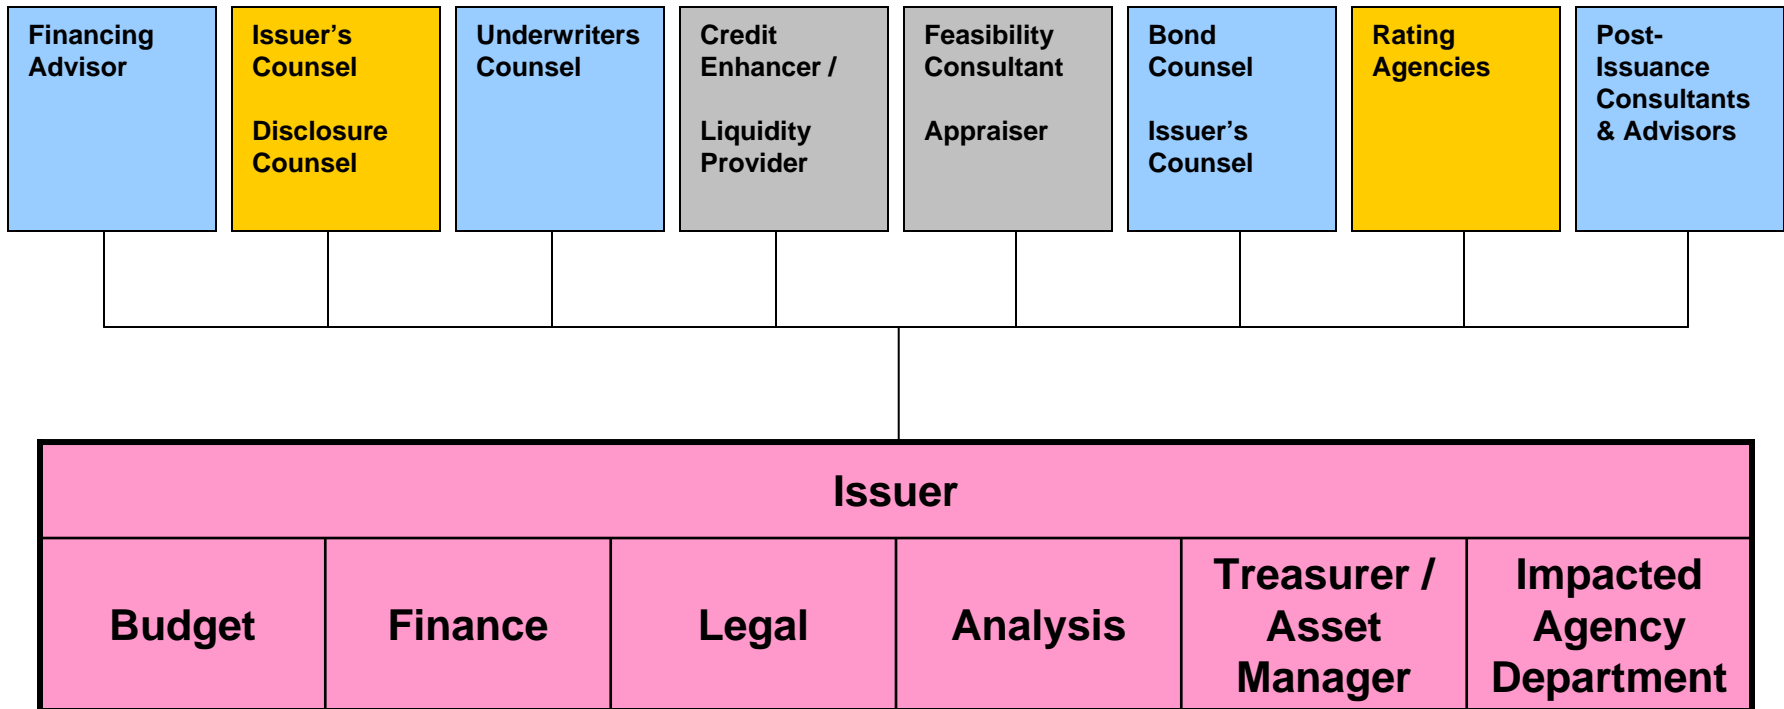 Financing
Advisor
Issuer’s
Counsel
Disclosure
Counsel
Underwriters
Counsel
Credit
Enhancer /
Liquidity
Provider
Feasibility
Consultant
Appraiser
Bond
Counsel
Issuer’s
Counsel
Rating
Agencies
Post-
Issuance
Consultants
& Advisors
Issuer
Budget
Finance
Legal
Analysis
Treasurer /
Asset
Manager
Impacted
Agency
Department